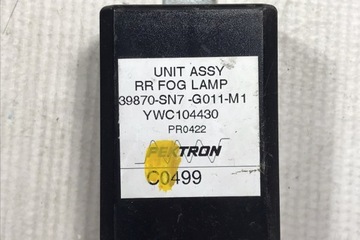 UNIT ASSY
RR FOG LAMP
39870-SN7 -G011-M1
YWC104430
PR0422
PEKTRON
C0499